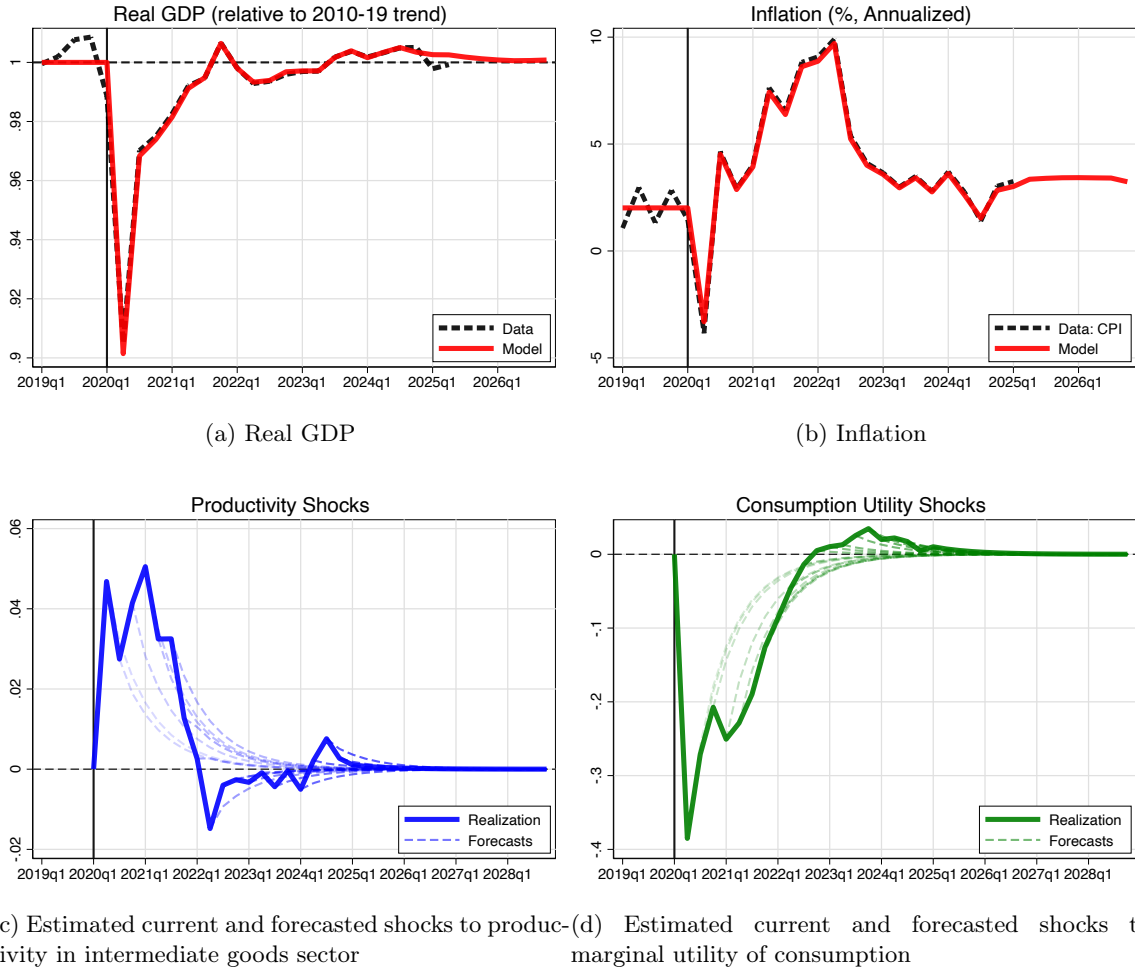 Real GDP (relative to 2010-19 trend)
1
.98
.96
.94
.92
.9
Data
Model
2019q1 2020q1 2021q1 2022q1 2023q1 2024q1 2025q1 2026q1
(a) Real GDP
Inflation (%, Annualized)
10
5
0
-5
Data: CPI
Model
2019q1 2020q1 2021q1 2022q1 2023q1 2024q1 2025q1 2026q1
(b) Inflation
Productivity Shocks
.06
.04
.02
0
-.02
Realization
Forecasts
2019q1 2020q1 2021q1 2022q1 2023q1 2024q1 2025q1 2026q1 2027q1 2028q1
c) Estimated current and forecasted shocks to produc-
ivity in intermediate goods sector
Consumption Utility Shocks
0
-.1
-.2
-.3
-.4
Realization
Forecasts
2019q1 2020q1 2021q1 2022q1 2023q1 2024q1 2025q1 2026q1 2027q1 2028q1
(d) Estimated current and forecasted shocks t
marginal utility of consumption